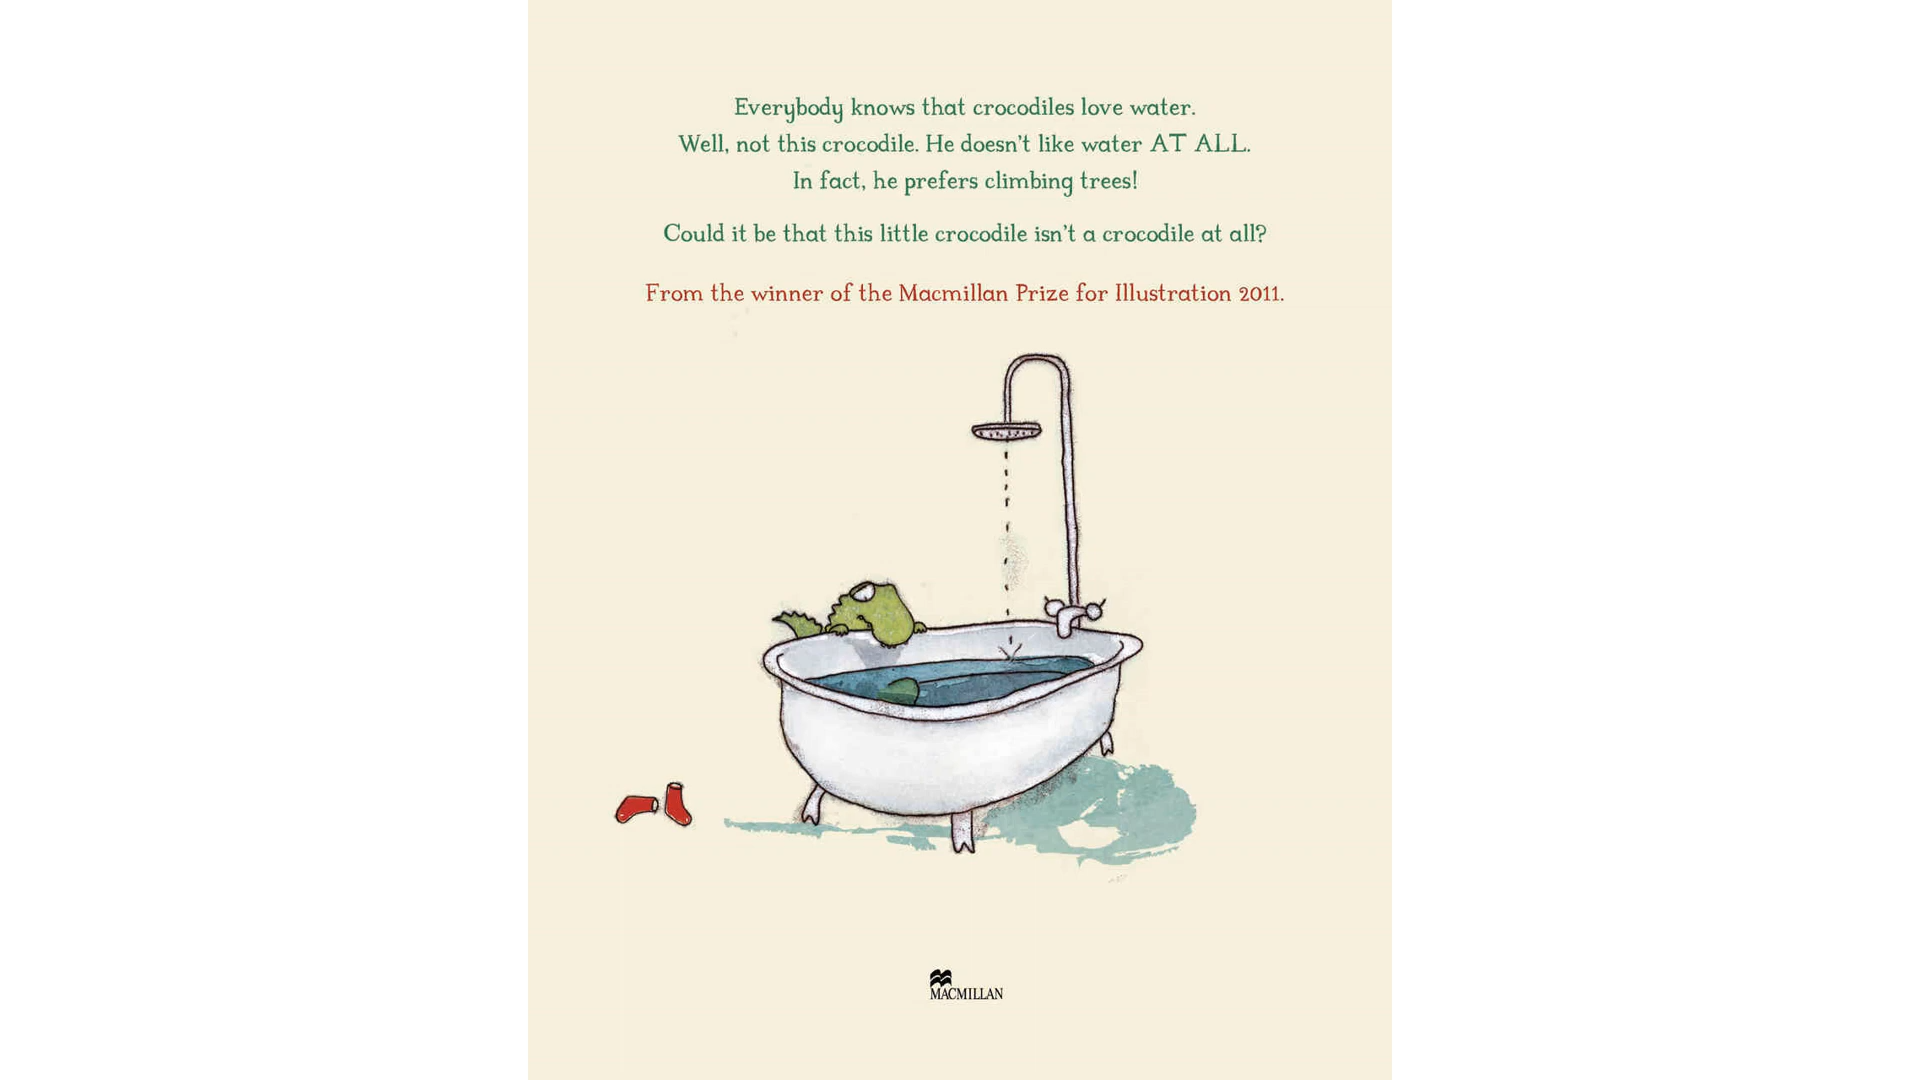 Everybody knows that crocodiles love water.
Well, not this crocodile. He doesn't like water AT ALL.
In fact, he prefers climbing trees!
Could it be that this little crocodile isn't a crocodile at all?
From the winner of the Macmillan Prize for Illustration 2011.
MACMILLAN